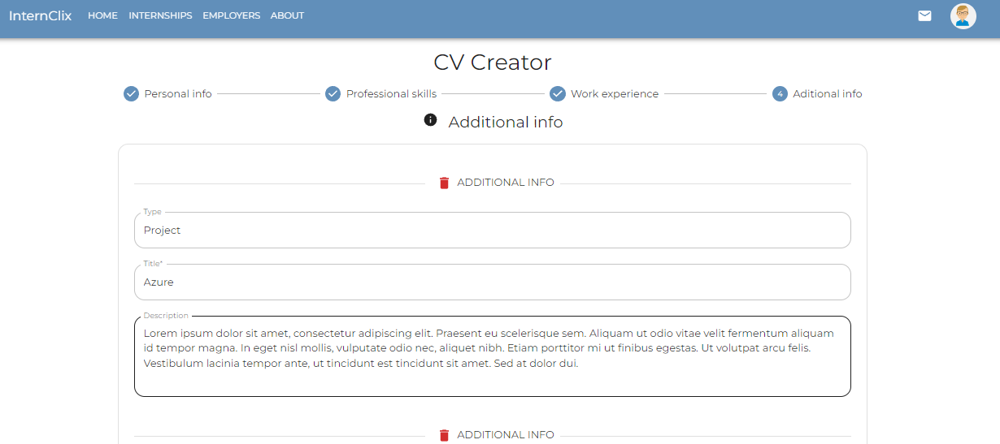 InternClix HOME INTERNSHIPS EMPLOYERS ABOUT
CV Creator
Personal info Professional skills Work experience 4 Aditional info
Additional info
ADDITIONAL INFO
Type
Project
Title*
Azure
Description
Lorem ipsum dolor sit amet, consectetur adipiscing elit. Praesent eu scelerisque sem. Aliquam ut odio vitae velit fermentum aliquam
id tempor magna. In eget nisl mollis, vulputate odio nec, aliquet nibh. Etiam porttitor mi ut finibus egestas. Ut volutpat arcu felis.
Vestibulum lacinia tempor ante, ut tincidunt est tincidunt sit amet. Sed at dolor dui.
ADDITIONAL INFO